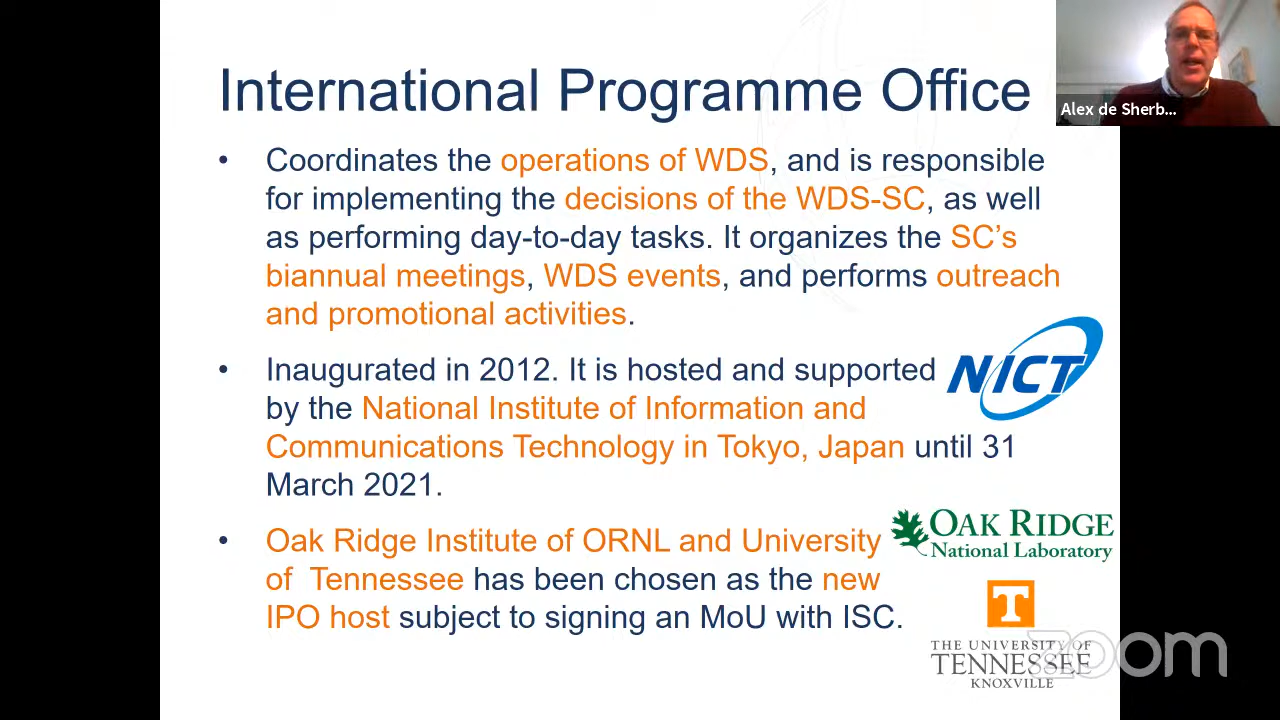 International Programme Office
Alex de Sherb...
• Coordinates the operations of WDS, and is responsible
for implementing the decisions of the WDS-SC, as well
as performing day-to-day tasks. It organizes the SC's
biannual meetings, WDS events, and performs outreach
and promotional activities.
• Inaugurated in 2012. It is hosted and supported
by the National Institute of Information and
Communications Technology in Tokyo, Japan until 31
March 2021.
NICT
• Oak Ridge Institute of ORNL and University
of Tennessee has been chosen as the new
IPO host subject to signing an MoU with ISC.
OAK RIDGE
National Laboratory
T
THE UNIVERSITY OF
TENNESSEE
KNOXVILLE
zoom